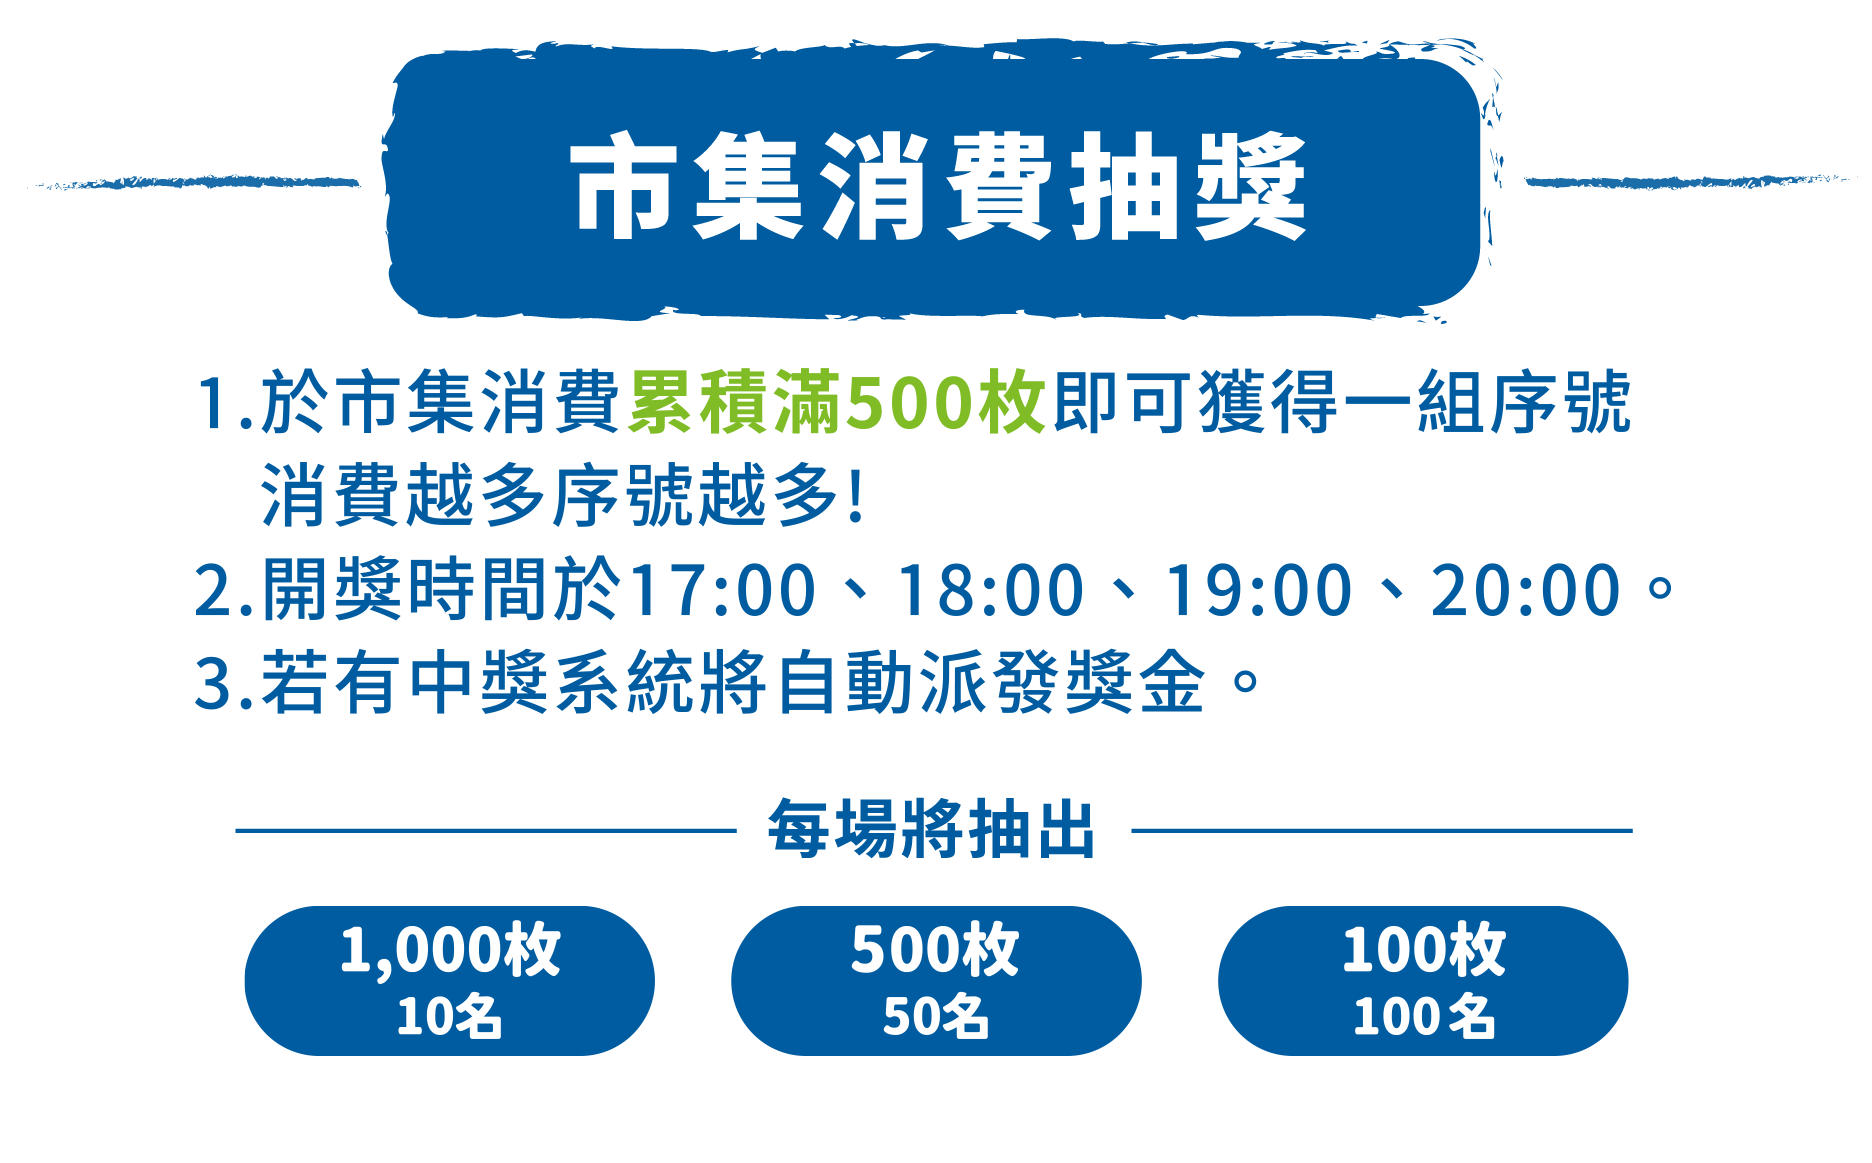 市集消費抽獎
1.於市集消費累積滿500枚即可獲得一組序號
消費越多序號越多!
2.開獎時間於17:00、18:00、19:00、20:00。
3.若有中獎系統將自動派發獎金。
每場將抽出
1,000枚
10名
500枚
50名
100枚
100名